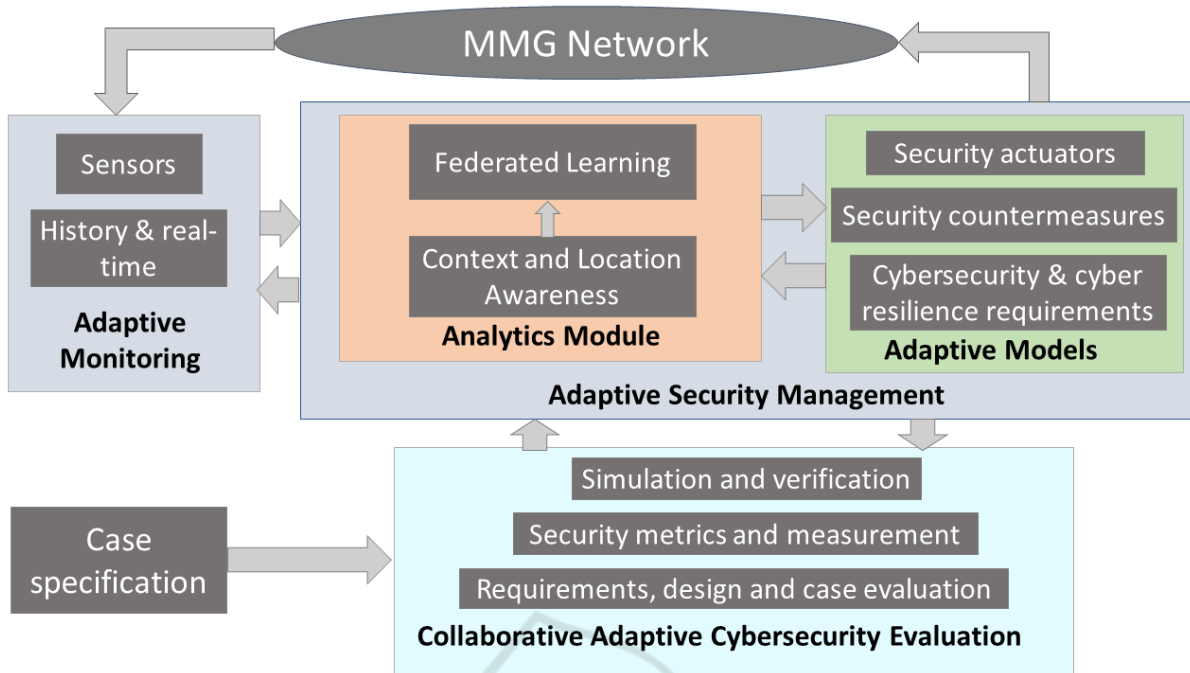 MMG Network
Sensors
History & real-
time
Adaptive
Monitoring
Federated Learning
Context and Location
Awareness
Analytics Module
Security actuators
Security countermeasures
Cybersecurity & cyber
resilience requirements
Adaptive Models
Adaptive Security Management
Case
specification
Simulation and verification
Security metrics and measurement
Requirements, design and case evaluation
Collaborative Adaptive Cybersecurity Evaluation